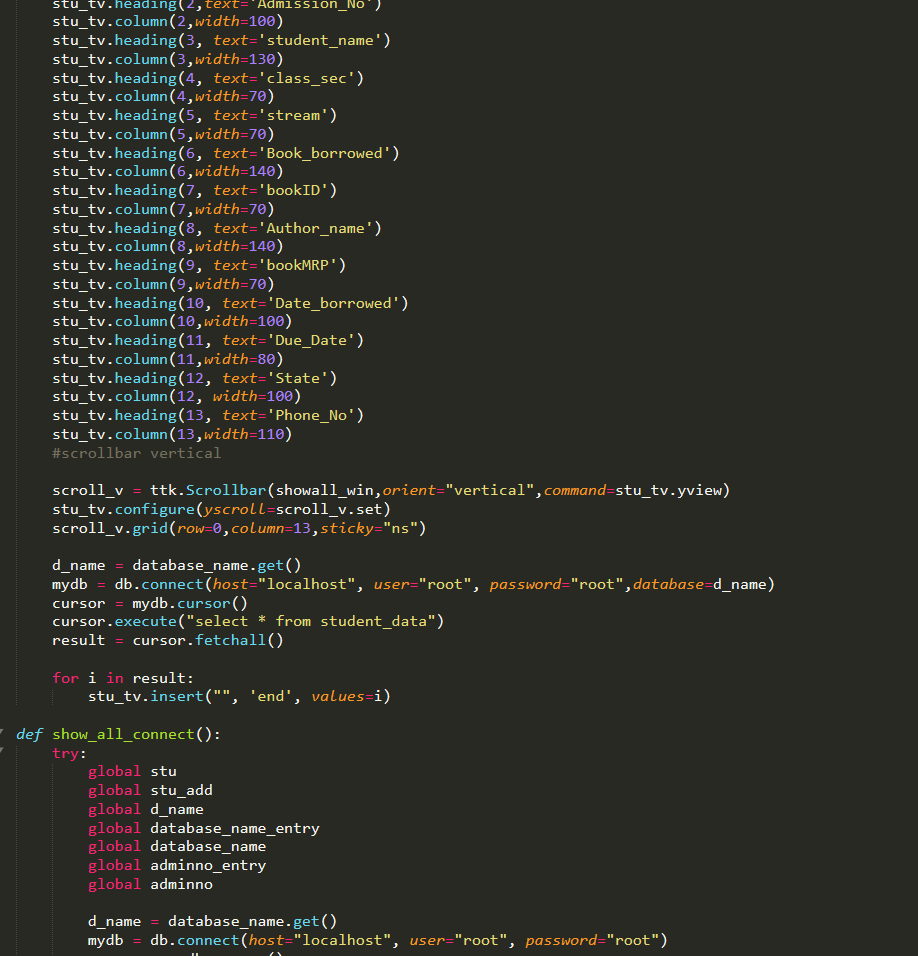 stu_tv.heading(2,text='Admission_No')
stu_tv.column(2,width=100)
stu_tv.heading(3, text='student_name')
stu_tv.column(3,width=130)
stu_tv.heading(4, text='class_sec')
stu_tv.column(4,width=70)
stu_tv.heading(5, text='stream')
stu_tv.column(5,width=70)
stu_tv.heading(6, text='Book_borrowed')
stu_tv.column(6,width=140)
stu_tv.heading(7, text='bookID')
stu_tv.column(7,width=70)
stu_tv.heading(8, text='Author_name')
stu_tv.column(8,width=140)
stu_tv.heading(9, text='bookMRP')
stu_tv.column(9,width=70)
stu_tv.heading(10, text='Date_borrowed')
stu_tv.column(10,width=100)
stu_tv.heading(11, text='Due_Date')
stu_tv.column(11,width=80)
stu_tv.heading(12, text='State')
stu_tv.column(12, width=100)
stu_tv.heading(13, text='Phone_No')
stu_tv.column(13,width=110)
#scrollbar vertical
scroll_v = ttk.Scrollbar(showall_win,orient="vertical",command=stu_tv.yview)
stu_tv.configure(yscroll=scroll_v.set)
scroll_v.grid(row=0,column=13,sticky="ns")
d_name = database_name.get()
mydb = db.connect(host="localhost", user="root", password="root",database=d_name)
cursor = mydb.cursor()
cursor.execute("select * from student_data")
result = cursor.fetchall()
for i in result:
stu_tv.insert("", 'end', values=i)
def show_all_connect():
try:
global stu
global stu_add
global d_name
global database_name_entry
global database_name
global adminno_entry
global adminno
d_name = database_name.get()
mydb = db.connect(host="localhost", user="root", password="root")